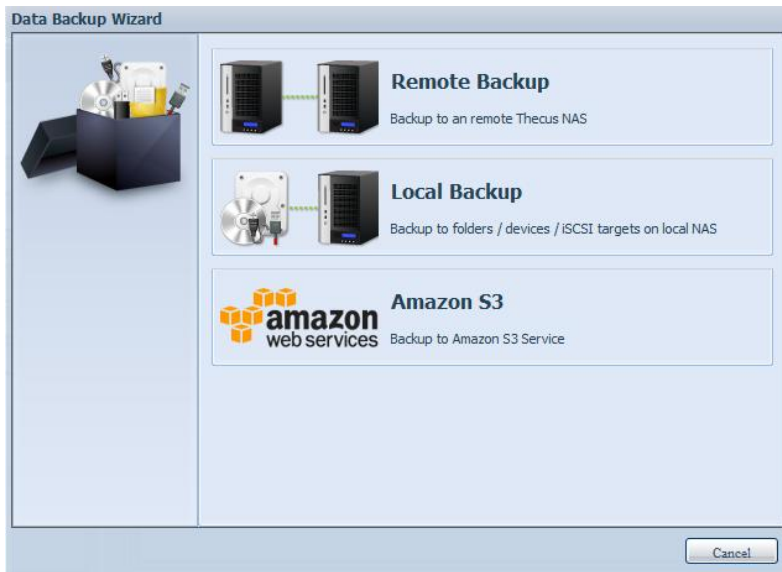 Data Backup Wizard
Remote Backup
Backup to an remote Thecus NAS
Local Backup
Backup to folders / devices / iSCSI targets on local NAS
amazon
web services
Amazon S3
Backup to Amazon S3 Service
Cancel